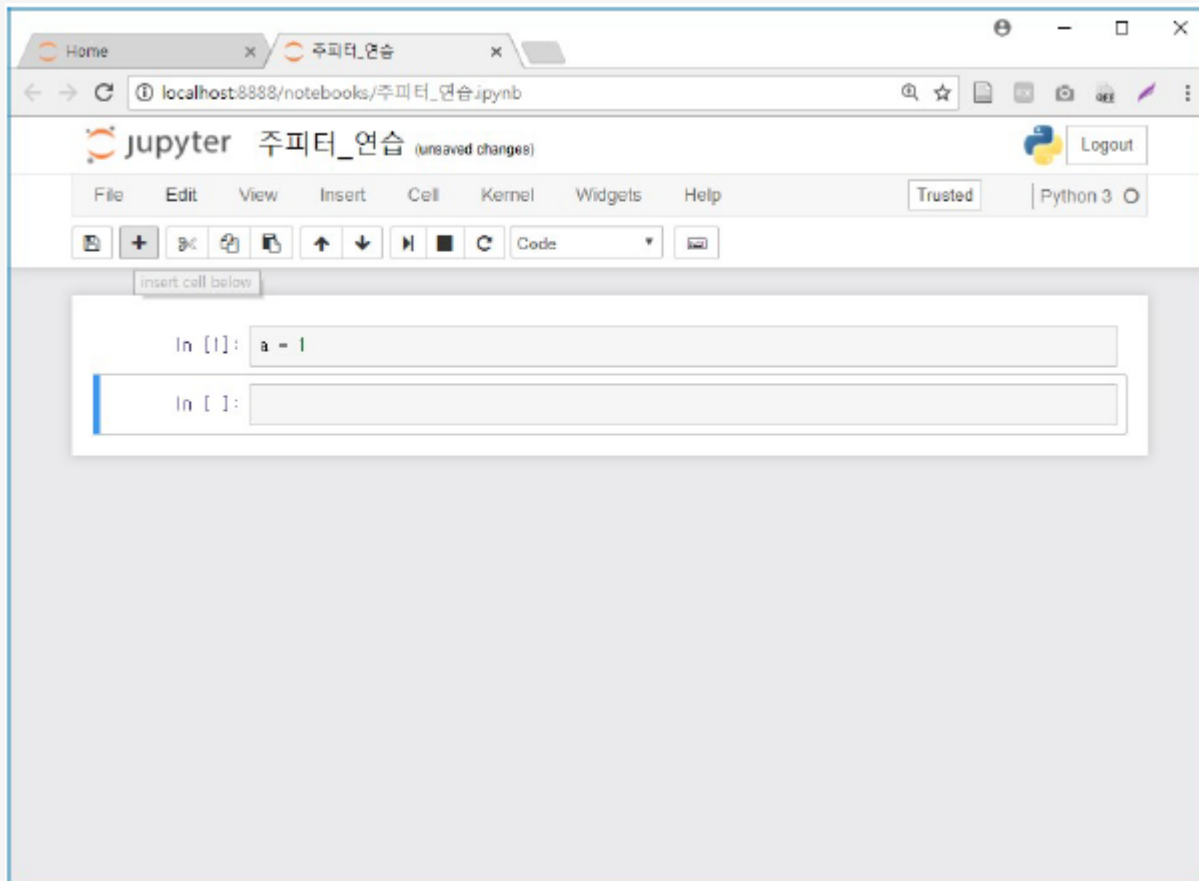 Home 주피터_연습
localhost:8888/notebooks/주피터_연습.ipynb
jupyter 주피터_연습 (unsaved changes) Logout
File Edit View Insert Cell Kernel Widgets Help Trusted Python 3
Code
insert cell below
In [1]: a = 1
In [ ]: